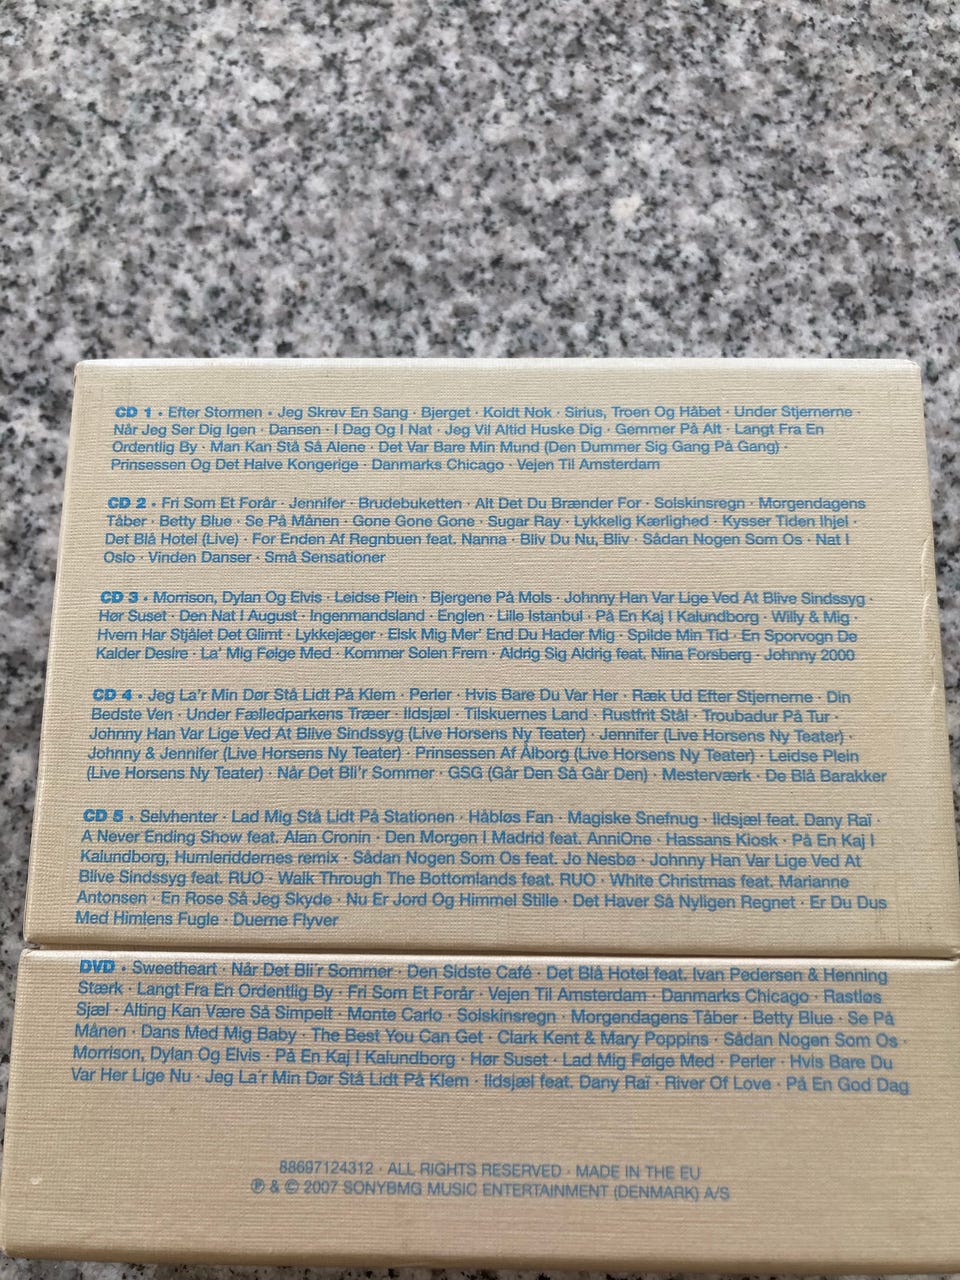 CD 1 · Efter Stormen · Jeg Skrev En Sang · Bjerget · Koldt Nok · Sirius, Troen Og Håbet · Under Stjernerne ·
Når Jeg Ser Dig Igen · Dansen · I Dag Og I Nat · Jeg Vil Altid Huske Dig · Gemmer På Alt · Langt Fra En
Ordentlig By · Man Kan Stå Så Alene · Det Var Bare Min Mund (Den Dummer Sig Gang På Gang) ·
Prinsessen Og Det Halve Kongerige · Danmarks Chicago · Vejen Til Amsterdam
CD 2 · Fri Som Et Forår · Jennifer · Brudebuketten · Alt Det Du Brænder For · Solskinsregn · Morgendagens
Tåber · Betty Blue · Se På Månen · Gone Gone Gone · Sugar Ray · Lykkelig Kærlighed · Kysser Tiden Ihjel ·
Det Blå Hotel (Live) · For Enden Af Regnbuen feat. Nanna · Bliv Du Nu, Bliv · Sådan Nogen Som Os · Nat I
Oslo · Vinden Danser · Små Sensationer
CD 3 · Morrison, Dylan Og Elvis · Leidse Plein · Bjergene På Mols · Johnny Han Var Lige Ved At Blive Sindssyg ·
Hør Suset · Den Nat I August · Ingenmandsland · Englen · Lille Istanbul · På En Kaj I Kalundborg · Willy & Mig ·
Hvem Har Stjålet Det Glimt · Lykkejæger · Elsk Mig Mer' End Du Hader Mig · Spilde Min Tid · En Sporvogn De
Kalder Desire · La' Mig Følge Med · Kommer Solen Frem · Aldrig Sig Aldrig feat. Nina Forsberg · Johnny 2000
CD 4 · Jeg La'r Min Dør Stå Lidt På Klem · Perler · Hvis Bare Du Var Her · Ræk Ud Efter Stjernerne · Din
Bedste Ven · Under Fælledparkens Træer · Ildsjæl · Tilskuernes Land · Rustfrit Stål · Troubadur På Tur ·
Johnny Han Var Lige Ved At Blive Sindssyg (Live Horsens Ny Teater) · Jennifer (Live Horsens Ny Teater) ·
Johnny & Jennifer (Live Horsens Ny Teater) · Prinsessen Af Ålborg (Live Horsens Ny Teater) · Leidse Plein
(Live Horsens Ny Teater) · Når Det Bli'r Sommer · GSG (Går Den Så Går Den) · Mesterværk · De Blå Barakker
CD 5 · Selvhenter · Lad Mig Stå Lidt På Stationen · Håbløs Fan · Magiske Snefnug · Ildsjæl feat. Dany Raï ·
A Never Ending Show feat. Alan Cronin · Den Morgen I Madrid feat. AnniOne · Hassans Kiosk · På En Kaj I
Kalundborg, Humleriddernes remix · Sådan Nogen Som Os feat. Jo Nesbø · Johnny Han Var Lige Ved At
Blive Sindssyg feat. RUO · Walk Through The Bottomlands feat. RUO · White Christmas feat. Marianne
Antonsen · En Rose Så Jeg Skyde · Nu Er Jord Og Himmel Stille · Det Haver Så Nyligen Regnet · Er Du Dus
Med Himlens Fugle · Duerne Flyver
DVD · Sweetheart · Når Det Bli'r Sommer · Den Sidste Café · Det Blå Hotel feat. Ivan Pedersen & Henning
Stærk · Langt Fra En Ordentlig By · Fri Som Et Forår · Vejen Til Amsterdam · Danmarks Chicago · Rastløs
Sjæl · Alting Kan Være Så Simpelt · Monte Carlo · Solskinsregn · Morgendagens Tåber · Betty Blue · Se På
Månen · Dans Med Mig Baby · The Best You Can Get · Clark Kent & Mary Poppins · Sådan Nogen Som Os ·
Morrison, Dylan Og Elvis · På En Kaj I Kalundborg · Hør Suset · Lad Mig Følge Med · Perler · Hvis Bare Du
Var Her Lige Nu · Jeg La'r Min Dør Stå Lidt På Klem · Ildsjæl feat. Dany Raï · River Of Love · På En God Dag
88697124312 · ALL RIGHTS RESERVED · MADE IN THE EU
℗ & © 2007 SONYBMG MUSIC ENTERTAINMENT (DENMARK) A/S